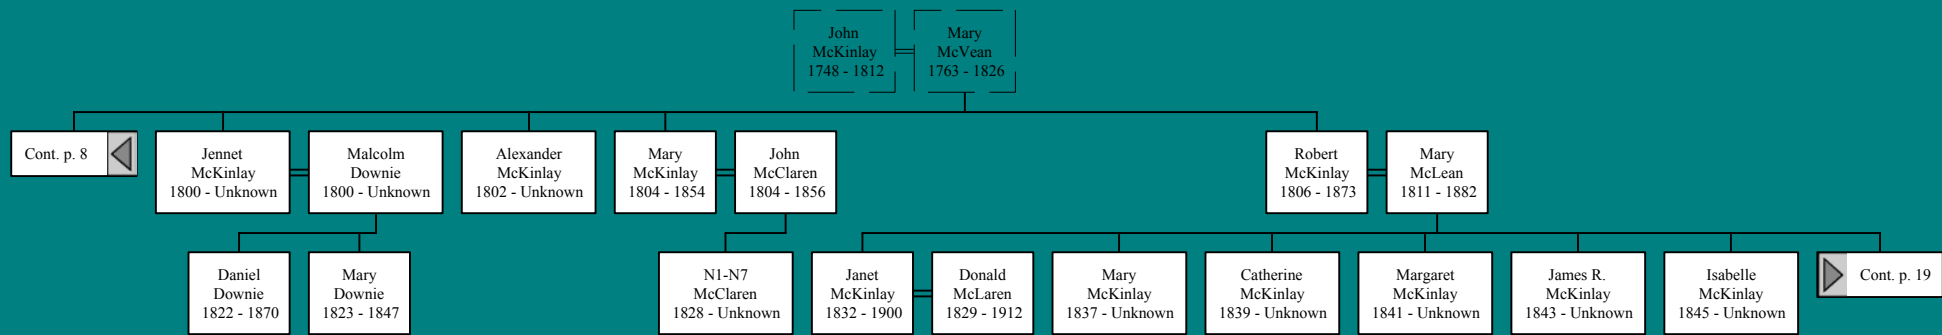 John
McKinlay
1748 - 1812
Mary
McVean
1763 - 1826
Cont. p. 8
Jennet
McKinlay
1800 - Unknown
Malcolm
Downie
1800 - Unknown
Alexander
McKinlay
1802 - Unknown
Mary
McKinlay
1804 - 1854
John
McClaren
1804 - 1856
Robert
McKinlay
1806 - 1873
Mary
McLean
1811 - 1882
Daniel
Downie
1822 - 1870
Mary
Downie
1823 - 1847
N1-N7
McClaren
1828 - Unknown
Janet
McKinlay
1832 - 1900
Donald
McLaren
1829 - 1912
Mary
McKinlay
1837 - Unknown
Catherine
McKinlay
1839 - Unknown
Margaret
McKinlay
1841 - Unknown
James R.
McKinlay
1843 - Unknown
Isabelle
McKinlay
1845 - Unknown
Cont. p. 19